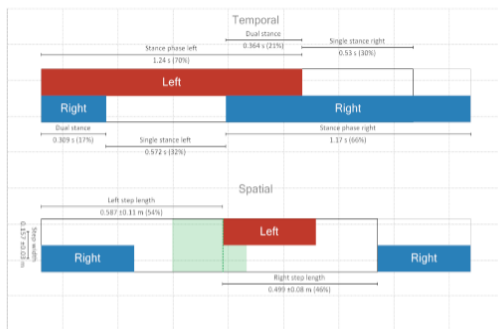 Temporal
Dual stance
0.364 s (21%)
Single stance right
0.53 s (30%)
Stance phase left
1.24 s (70%)
Left
Right
Right
Dual stance
0.309 s (17%)
Single stance left
0.572 s (32%)
Stance phase right
1.17 s (66%)
Spatial
Left step length
0.587 ±0.11 m (54%)
Step width
0.157 ±0.03 m
Left
Right
Right
Right step length
0.499 ±0.08 m (46%)